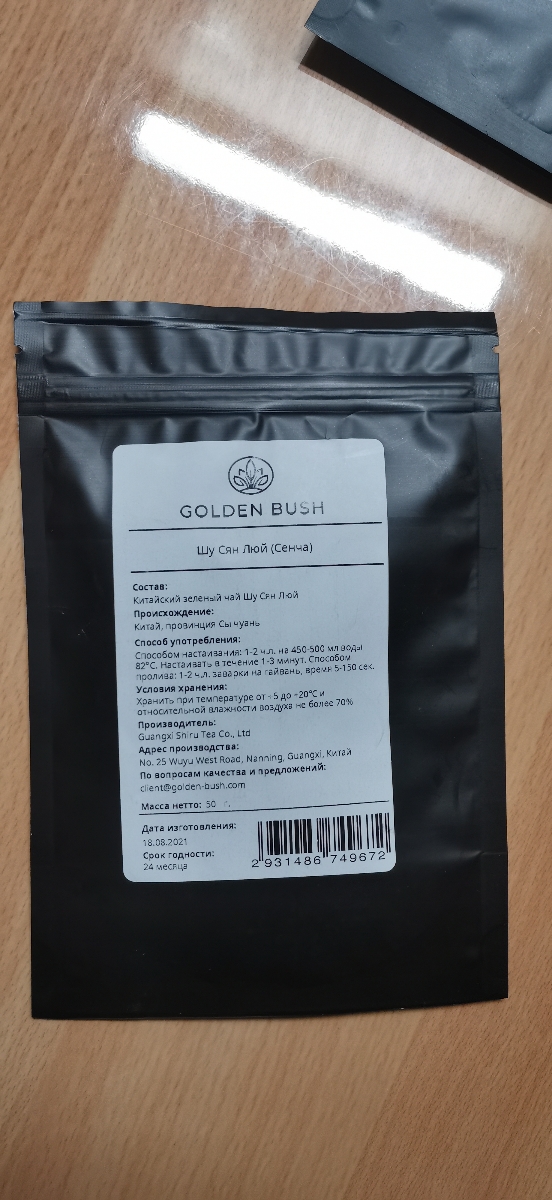 GOLDEN BUSH
Шу Сян Люй (Сенча)
Состав:
Китайский зеленый чай Шу Сян Люй
Происхождение:
Китай, провинция Сычуань
Способ употребления:
Способом настаивания: 1-2 ч.л. на 450-500 мл воды
82°C. Настаивать в течение 1-3 минут. Способом
пролива: 1-2 ч.л. заварки на гайвань, время 5-150 сек.
Условия хранения:
Хранить при температуре от -5 до +20°C и
относительной влажности воздуха не более 70%
Производитель:
Guangxi Shiru Tea Co., Ltd
Адрес производства:
No. 25 Wuyu West Road, Nanning, Guangxi, Китай
По вопросам качества и предложений:
client@golden-bush.com
Масса нетто: 50 г.
Дата изготовления:
18.08.2021
Срок годности:
24 месяца
2 931486 749672